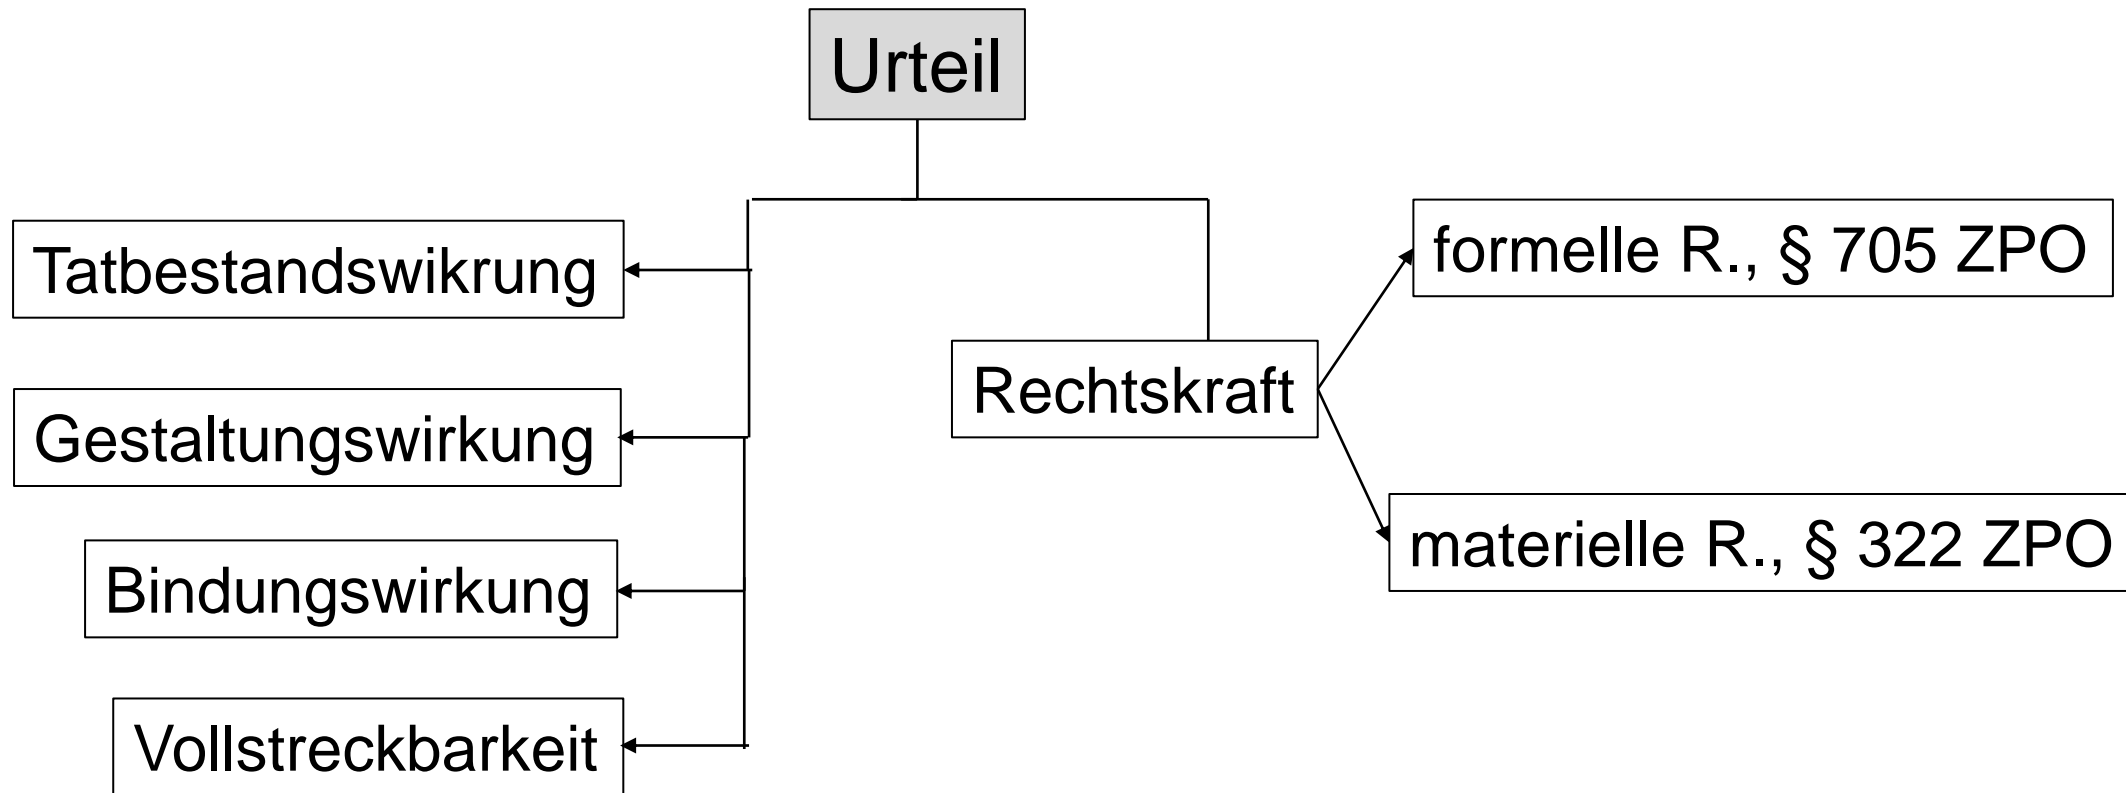 Urteil
Tatbestandswikrung
Gestaltungswirkung
Bindungswirkung
Vollstreckbarkeit
Rechtskraft
formelle R., § 705 ZPO
materielle R., § 322 ZPO